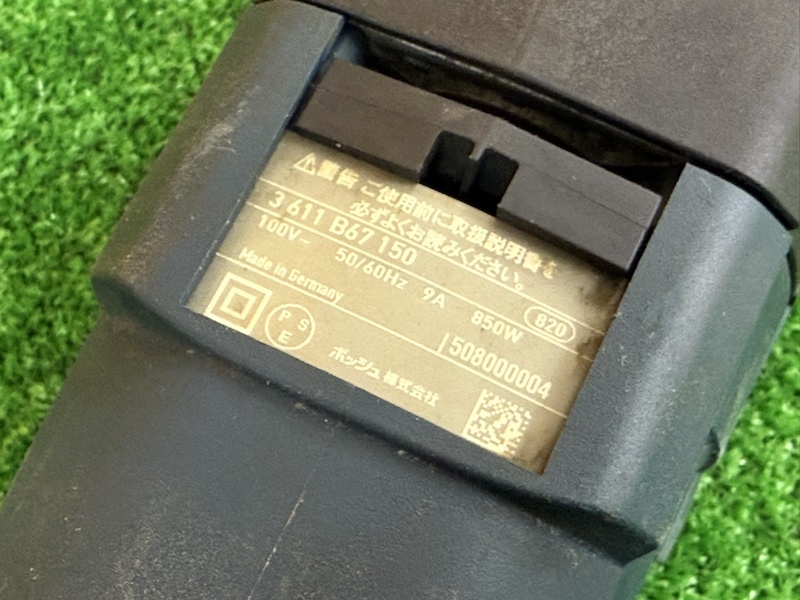 ⚠警告 ご使用前に取扱説明書を
必ずよくお読みください。
3 611 B67 150
100V~ 50/60Hz 9A 850W 820
Made in Germany
508000004
PSE
ボッシュ株式会社